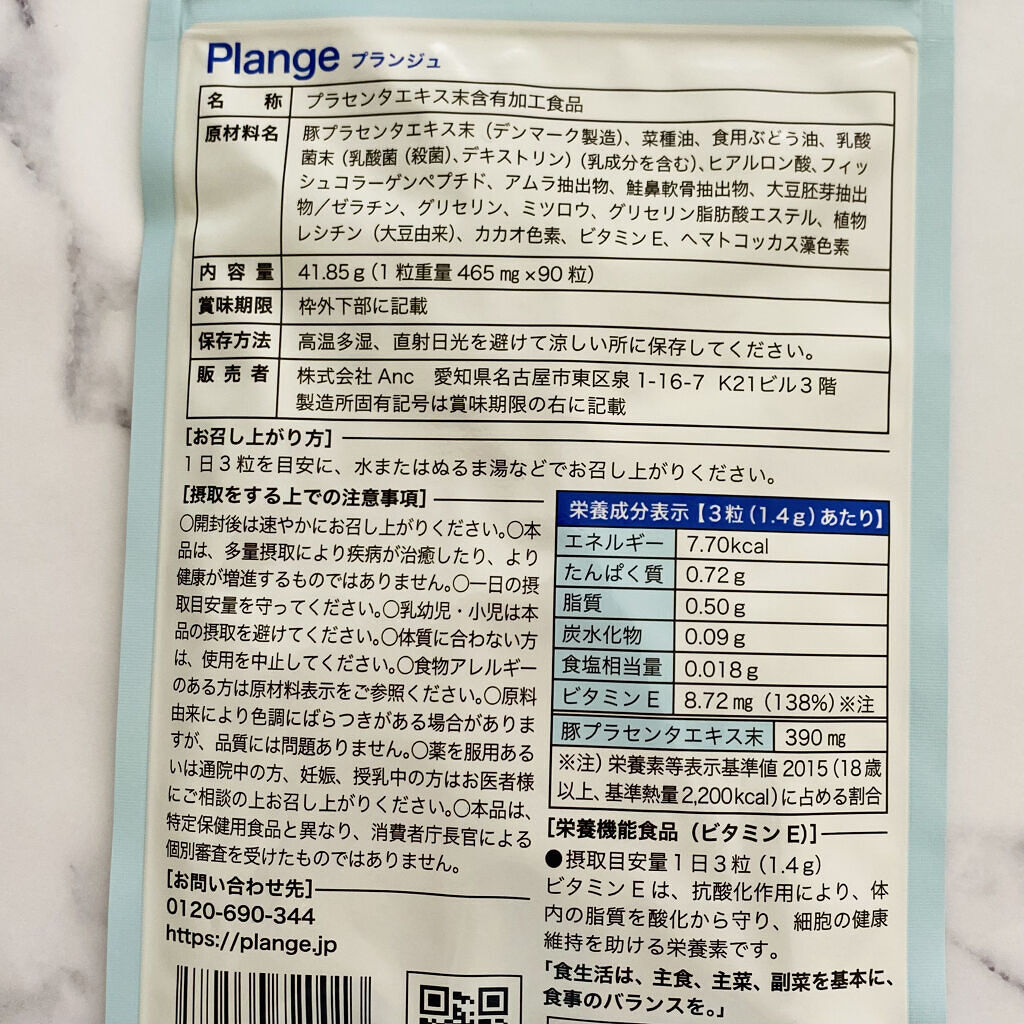 Plange プランジュ
名 称 プラセンタエキス末含有加工食品
原材料名 豚プラセンタエキス末（デンマーク製造）、菜種油、食用ぶどう油、乳酸
菌末（乳酸菌（殺菌）、デキストリン）（乳成分を含む）、ヒアルロン酸、フィッ
シュコラーゲンペプチド、アムラ抽出物、鮭鼻軟骨抽出物、大豆胚芽抽出
物／ゼラチン、グリセリン、ミツロウ、グリセリン脂肪酸エステル、植物
レシチン（大豆由来）、カカオ色素、ビタミンE、ヘマトコッカス藻色素
内容量 41.85g（1粒重量 465㎎×90粒）
賞味期限 枠外下部に記載
保存方法 高温多湿、直射日光を避けて涼しい所に保存してください。
販売者 株式会社Anc 愛知県名古屋市東区泉 1-16-7 K21ビル3階
製造所固有記号は賞味期限の右に記載
[お召し上がり方]
1日3粒を目安に、水またはぬるま湯などでお召し上がりください。
[摂取をする上での注意事項]
○開封後は速やかにお召し上がりください。○本
品は、多量摂取により疾病が治癒したり、より
健康が増進するものではありません。○一日の摂
取目安量を守ってください。○乳幼児・小児は本
品の摂取を避けてください。○体質に合わない方
は、使用を中止してください。○食物アレルギー
のある方は原材料表示をご参照ください。○原料
由来により色調にばらつきがある場合がありま
すが、品質には問題ありません。○薬を服用ある
いは通院中の方、妊娠、授乳中の方はお医者様
にご相談の上お召し上がりください。○本品は、
特定保健用食品と異なり、消費者庁長官による
個別審査を受けたものではありません。
[お問い合わせ先]
0120-690-344
https://plange.jp
栄養成分表示【3粒（1.4g）あたり】
エネルギー 7.70kcal
たんぱく質 0.72g
脂質 0.50g
炭水化物 0.09g
食塩相当量 0.018g
ビタミンE 8.72㎎（138%）※注
豚プラセンタエキス末 390㎎
※注）栄養素等表示基準値 2015（18歳
以上、基準熱量2,200kcal）に占める割合
[栄養機能食品（ビタミンE）]
●摂取目安量1日3粒（1.4g）
ビタミンEは、抗酸化作用により、体
内の脂質を酸化から守り、細胞の健康
維持を助ける栄養素です。
「食生活は、主食、主菜、副菜を基本に、
食事のバランスを。」